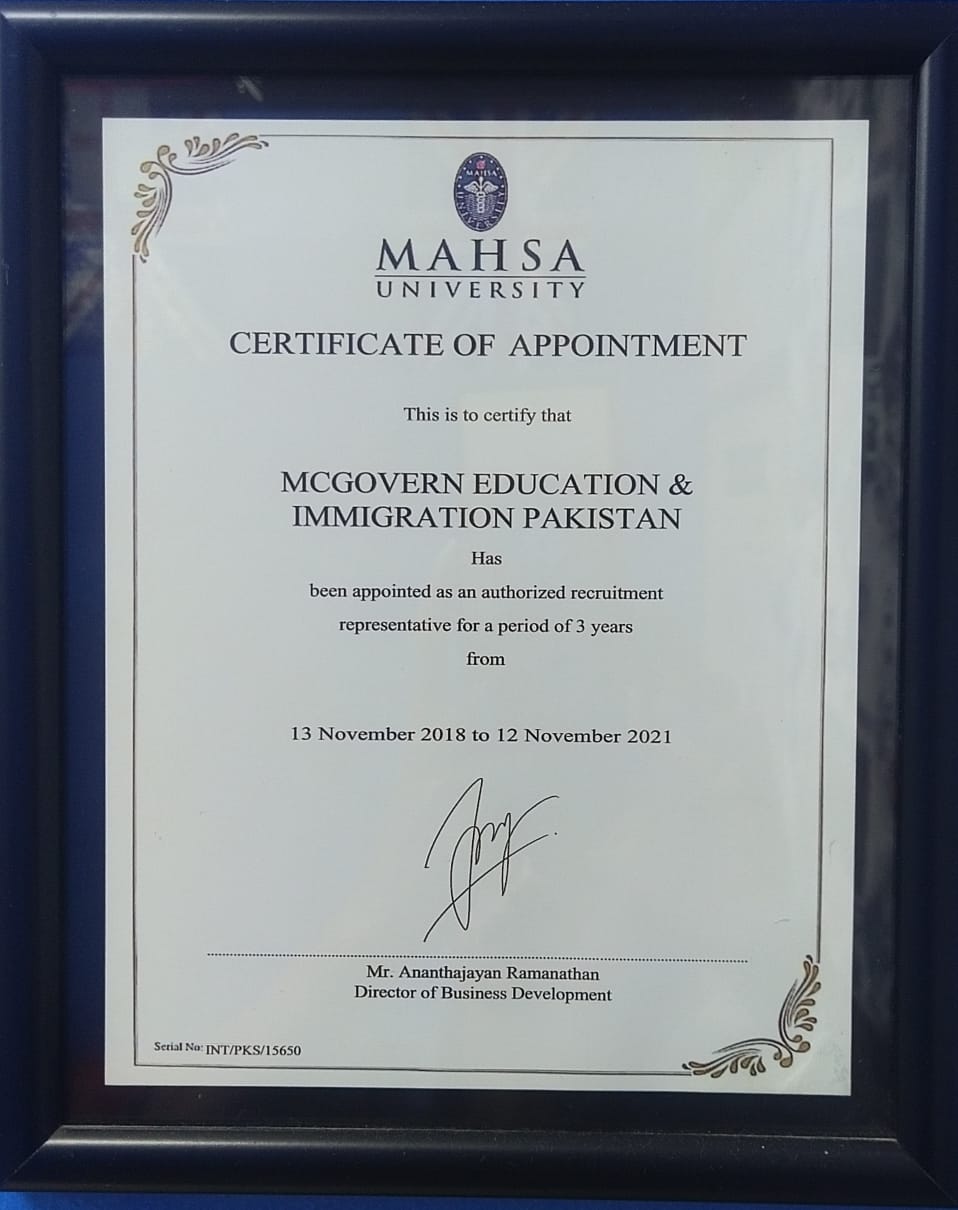 MAHSA
UNIVERSITY
MAHSA
UNIVERSITY
CERTIFICATE OF APPOINTMENT
This is to certify that
MCGOVERN EDUCATION &
IMMIGRATION PAKISTAN
Has
been appointed as an authorized recruitment
representative for a period of 3 years
from
13 November 2018 to 12 November 2021
Mr. Ananthajayan Ramanathan
Director of Business Development
Serial No: INT/PKS/15650